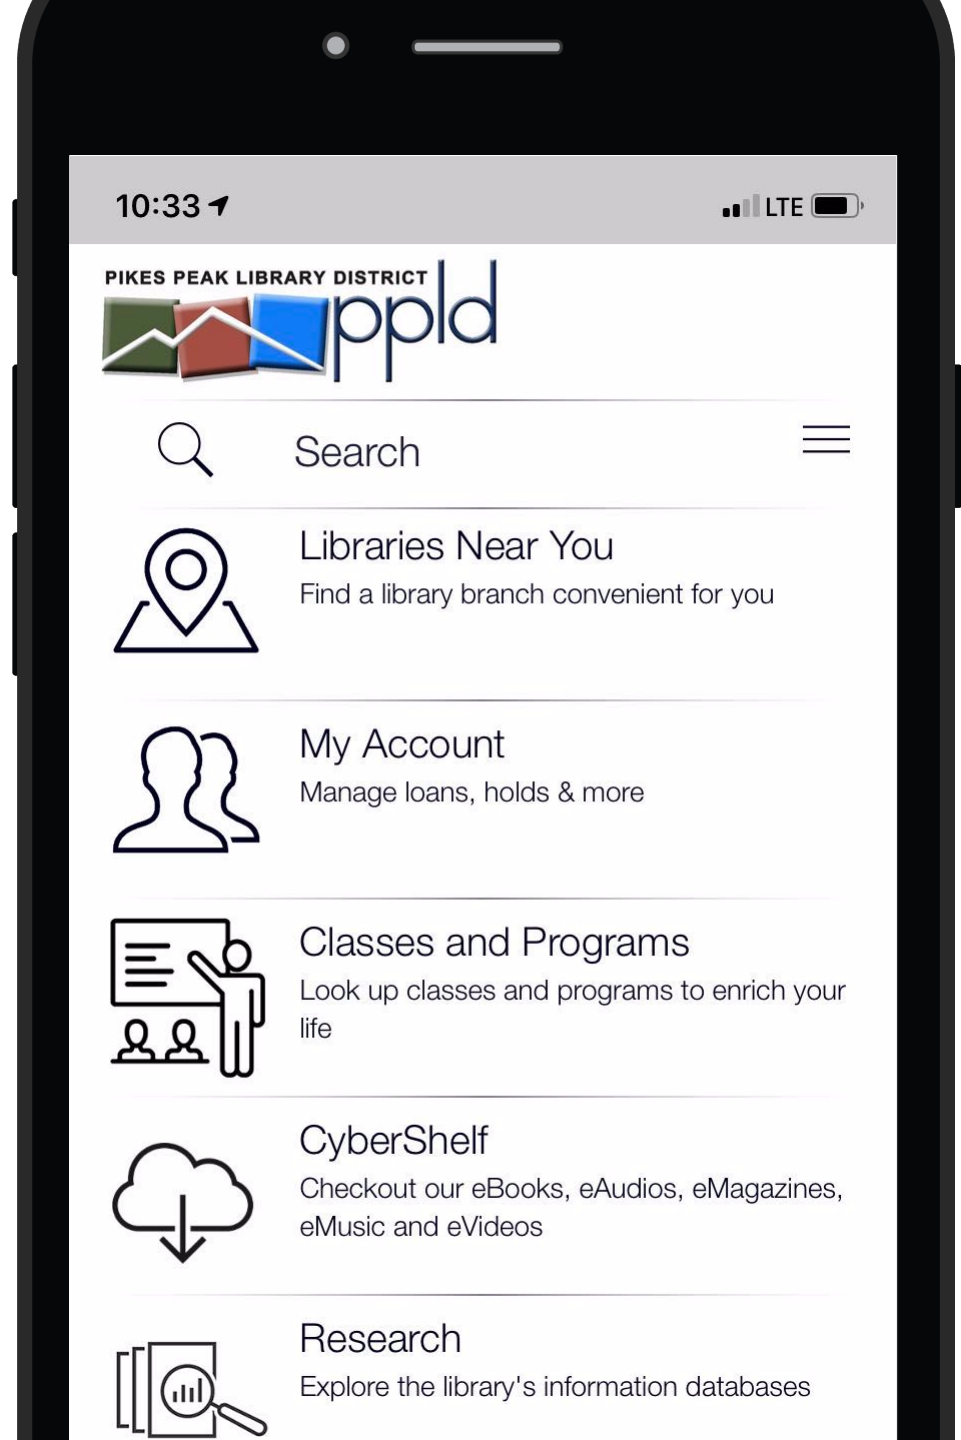 10:33
LTE
PIKES PEAK LIBRARY DISTRICT
ppld
Search
Libraries Near You
Find a library branch convenient for you
My Account
Manage loans, holds & more
Classes and Programs
Look up classes and programs to enrich your
life
CyberShelf
Checkout our eBooks, eAudios, eMagazines,
eMusic and eVideos
Research
Explore the library's information databases